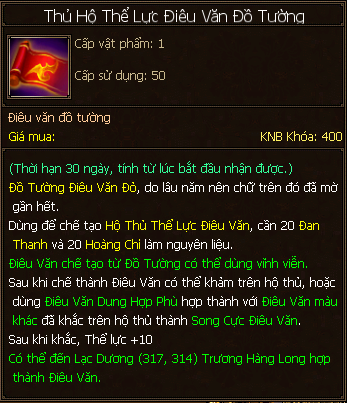 Thủ Hộ Thể Lực Điêu Văn Đồ Tường
Cấp vật phẩm: 1
Cấp sử dụng: 50
Điêu văn đồ tường
Giá mua: KNB Khóa: 400
(Thời hạn 30 ngày, tính từ lúc bắt đầu nhận được.)
Đồ Tường Điêu Văn Đỏ, do lâu năm nên chữ trên đó đã mờ
gần hết.
Dùng để chế tạo Hộ Thủ Thể Lực Điêu Văn, cần 20 Đan
Thanh và 20 Hoàng Chỉ làm nguyên liệu.
Điêu Văn chế tạo từ Đồ Tường có thể dùng vĩnh viễn.
Sau khi chế thành Điêu Văn có thể khảm trên hộ thủ, hoặc
dùng Điêu Văn Dung Hợp Phù hợp thành với Điêu Văn màu
khác đã khắc trên hộ thủ thành Song Cực Điêu Văn.
Sau khi khắc, Thể lực +10
Có thể đến Lạc Dương (317, 314) Trương Hàng Long hợp
thành Điêu Văn.